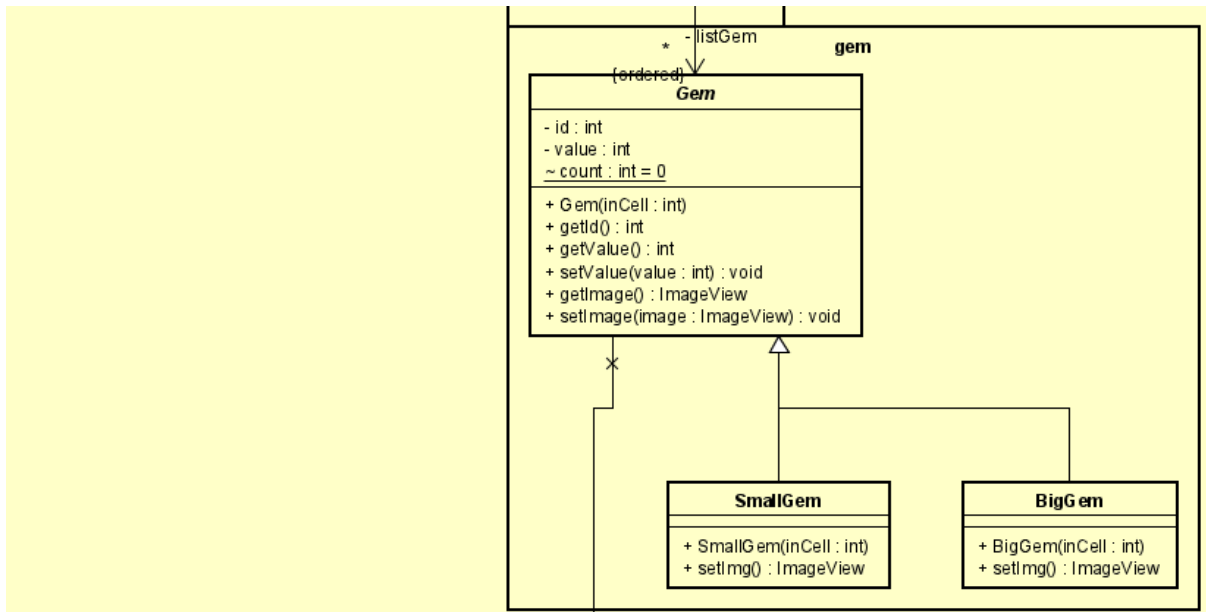 - listGem
*
gem
{ordered}
Gem
- id : int
- value : int
~ count : int = 0
+ Gem(inCell : int)
+ getId() : int
+ getValue() : int
+ setValue(value : int) : void
+ getImage() : ImageView
+ setImage(image : ImageView) : void
SmallGem
+ SmallGem(inCell : int)
+ setImg() : ImageView
BigGem
+ BigGem(inCell : int)
+ setImg() : ImageView